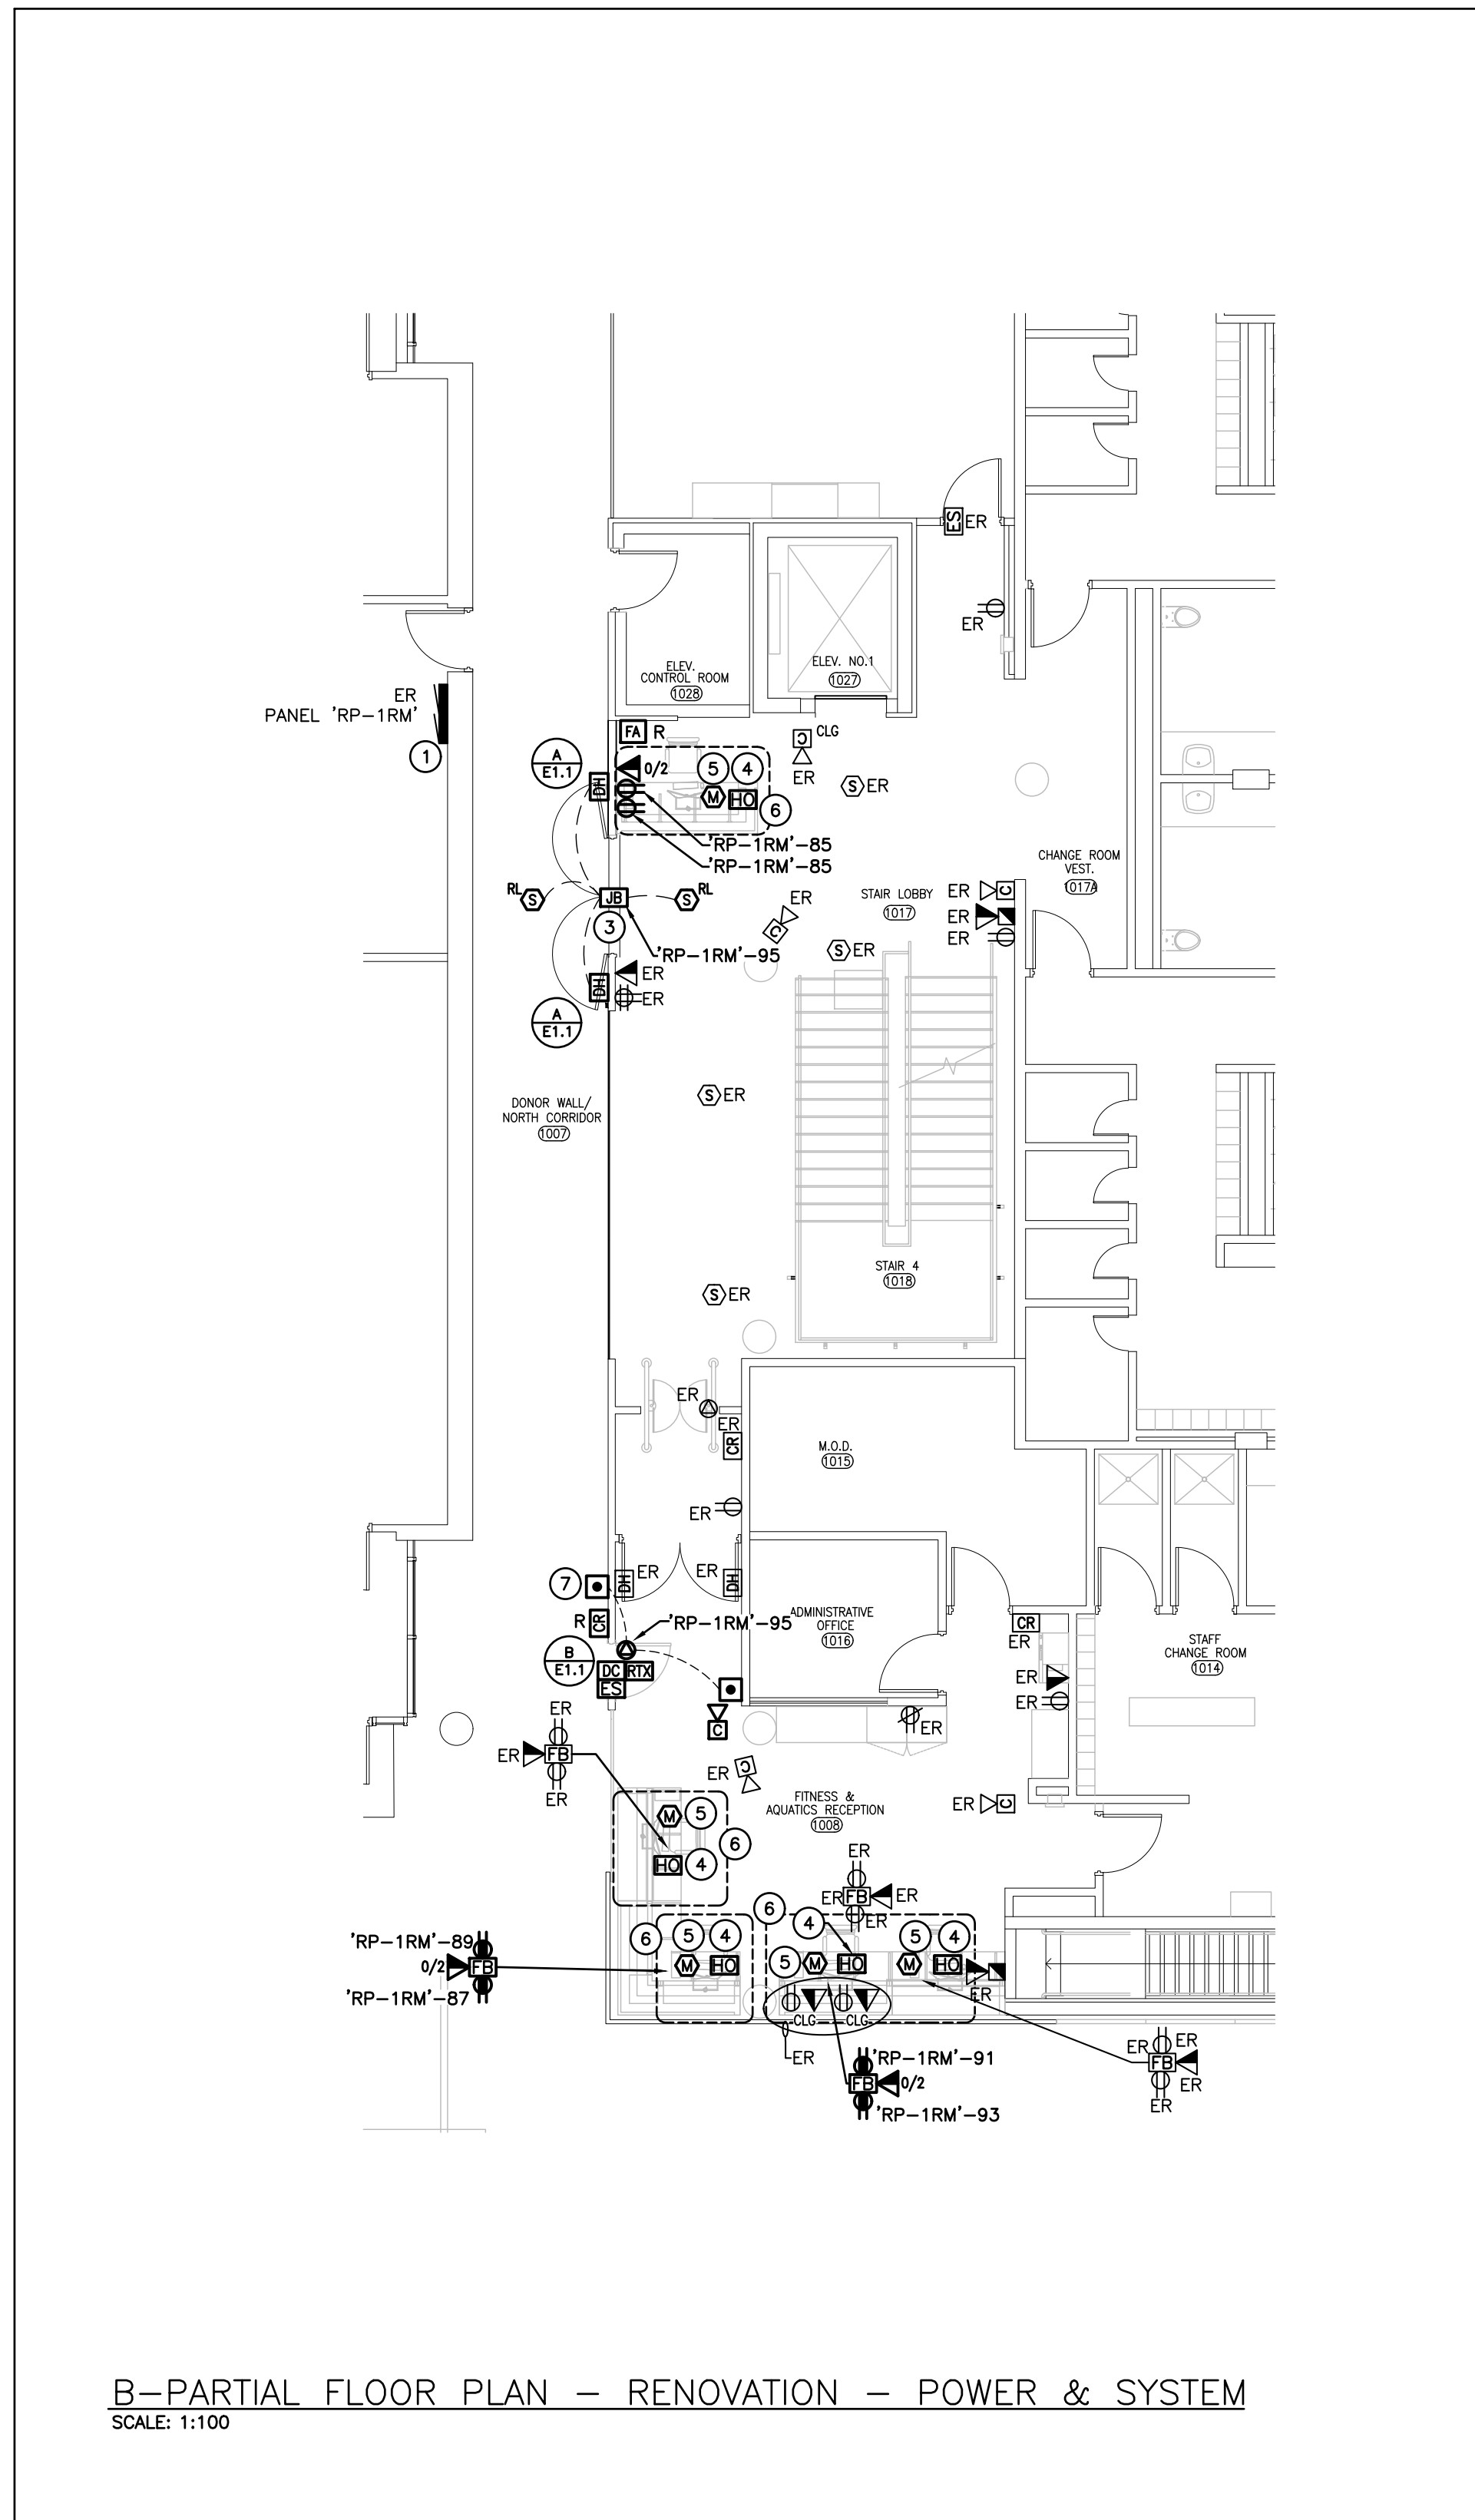 ES ER
ER
ELEV.
CONTROL ROOM
1028
ELEV. NO.1
1027
ER
PANEL 'RP-1RM'
1
FA R
C CLG
ER
A
E1.1
DH
0/2
5 4
M HO
6
S ER
'RP-1RM'-85
'RP-1RM'-85
CHANGE ROOM
VEST.
1017A
RL
S
JB
S
RL
3
ER
C
STAIR LOBBY
1017
ER C
ER
ER
S ER
'RP-1RM'-95
ER
ER
DH
A
E1.1
S ER
DONOR WALL/
NORTH CORRIDOR
1007
STAIR 4
1018
S ER
ER
ER
CR
M.O.D.
1015
ER
7
DH ER
ER DH
R CR
'RP-1RM'-95
ADMINISTRATIVE
OFFICE
1016
CR
ER
STAFF
CHANGE ROOM
1014
B
E1.1
DC RTX
ES
ER
ER
C
ER
ER
ER FB
ER
C
ER
FITNESS &
AQUATICS RECEPTION
1008
ER C
M 5
6
HO 4
ER
ER FB ER
ER
6
4
6
5 4
M HO
5
M HO
5 4
M HO
ER
'RP-1RM'-89
0/2 FB
'RP-1RM'-87
CLG CLG
ER
'RP-1RM'-91
FB 0/2
'RP-1RM'-93
ER ER
FB
ER
ER
B-PARTIAL FLOOR PLAN - RENOVATION - POWER & SYSTEM
SCALE: 1:100